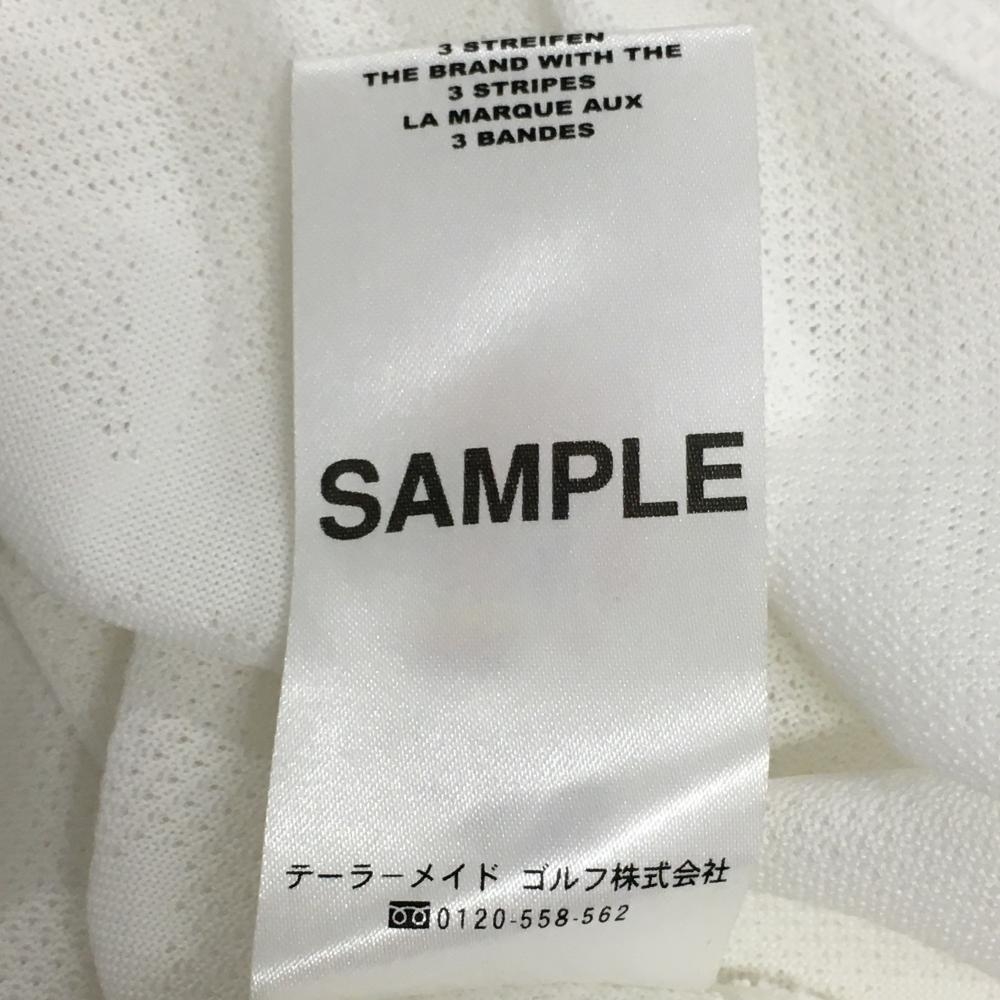 3 STREIFEN
THE BRAND WITH THE
3 STRIPES
LA MARQUE AUX
3 BANDES
SAMPLE
テーラーメイド ゴルフ株式会社
0120-558-562